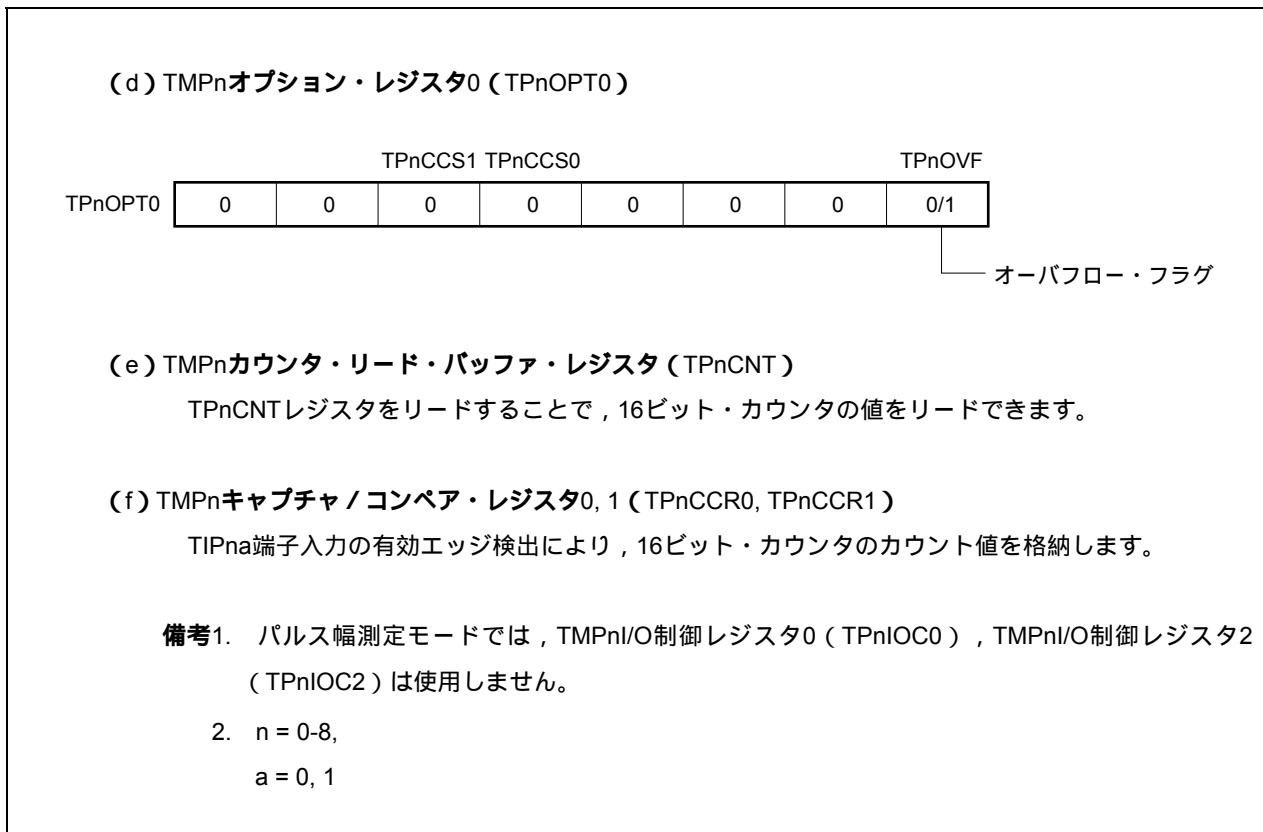 (d)TMPnオプション・レジスタ0(TPnOPT0)
TPnCCS1 TPnCCS0 TPnOVF
TPnOPT0 0 0 0 0 0 0 0 0/1
オーバフロー・フラグ
(e)TMPnカウンタ・リード・バッファ・レジスタ(TPnCNT)
TPnCNTレジスタをリードすることで,16ビット・カウンタの値をリードできます。
(f)TMPnキャプチャ/コンペア・レジスタ0, 1(TPnCCR0, TPnCCR1)
TIPna端子入力の有効エッジ検出により,16ビット・カウンタのカウント値を格納します。
備考1. パルス幅測定モードでは,TMPnI/O制御レジスタ0(TPnIOC0),TMPnI/O制御レジスタ2
(TPnIOC2)は使用しません。
2. n = 0-8,
a = 0, 1